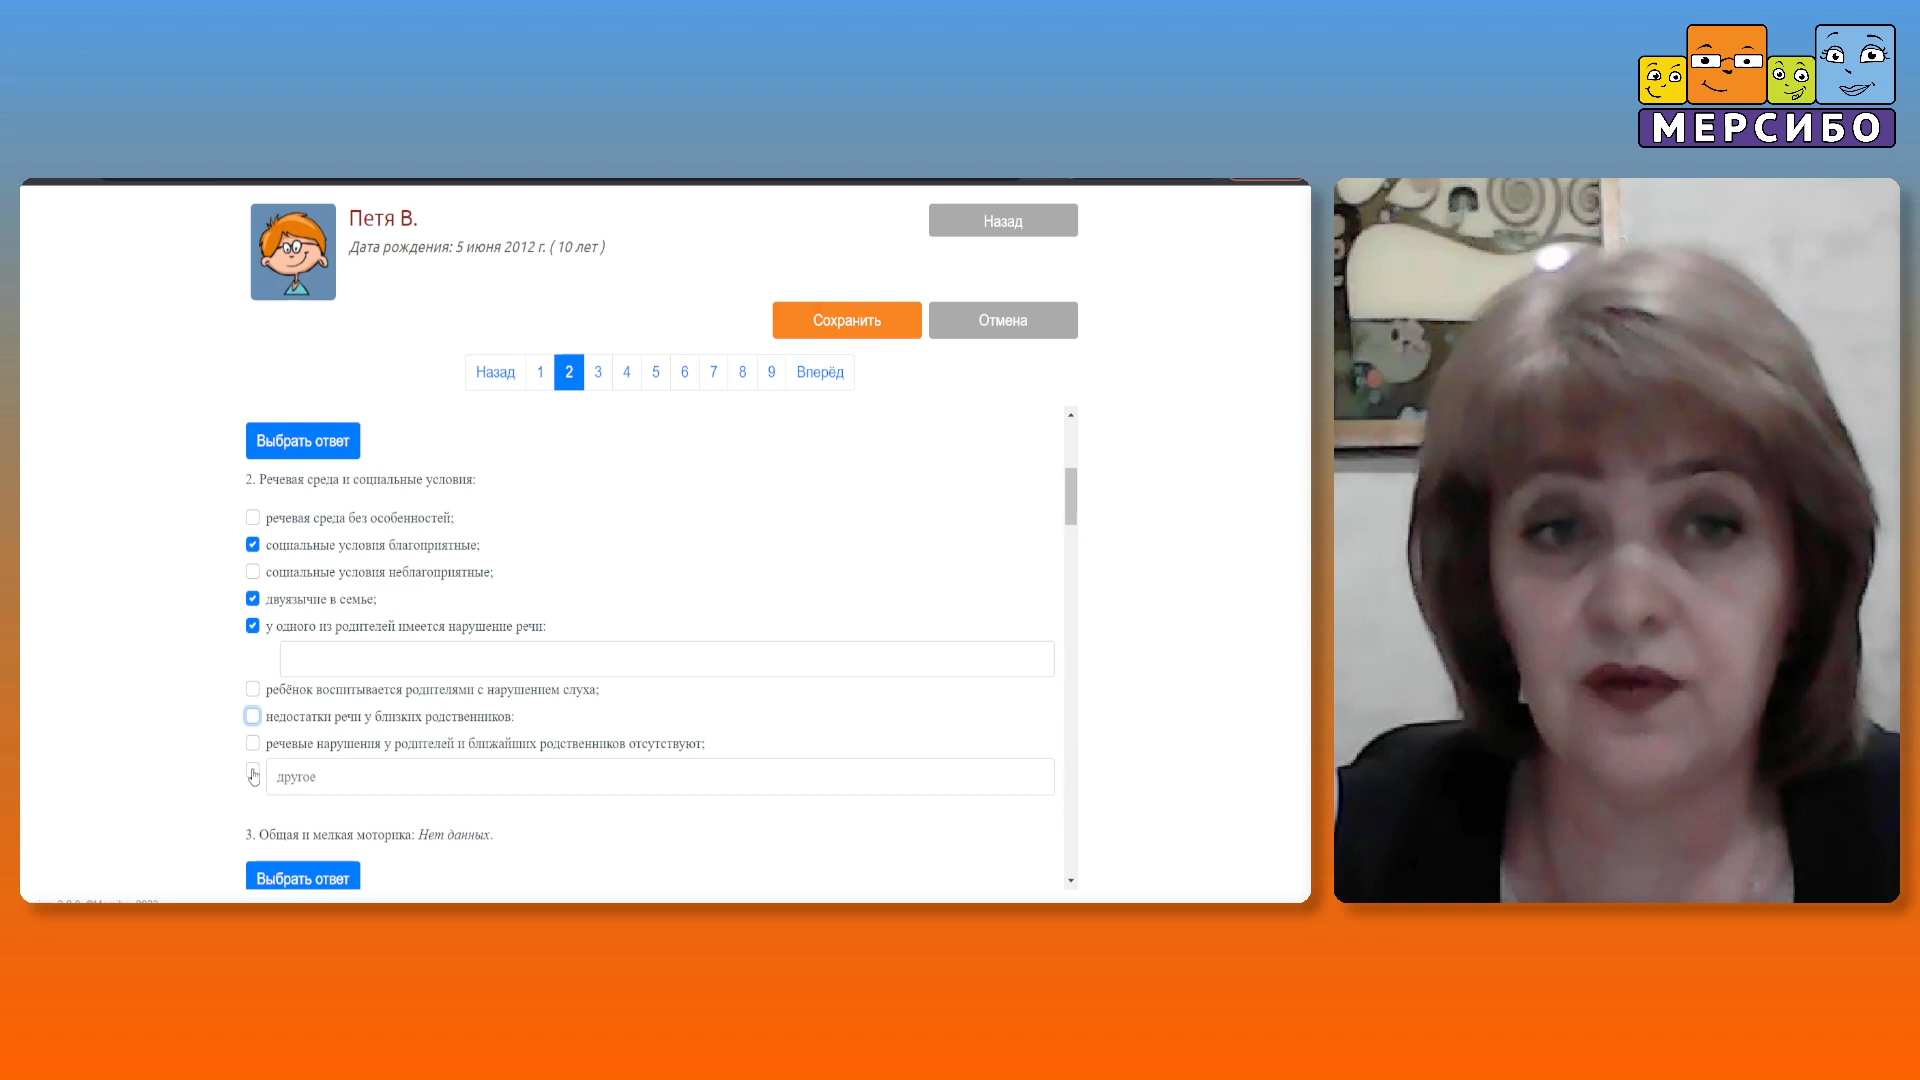 МЕРСИБО
Петя В.
Дата рождения: 5 июня 2012 г. ( 10 лет )
Назад
Сохранить
Отмена
Назад 1 2 3 4 5 6 7 8 9 Вперёд
Выбрать ответ
2. Речевая среда и социальные условия:
речевая среда без особенностей;
социальные условия благоприятные;
социальные условия неблагоприятные;
двуязычие в семье;
у одного из родителей имеется нарушение речи:
ребёнок воспитывается родителями с нарушением слуха;
недостатки речи у близких родственников:
речевые нарушения у родителей и ближайших родственников отсутствуют;
другое
3. Общая и мелкая моторика: Нет данных.
Выбрать ответ